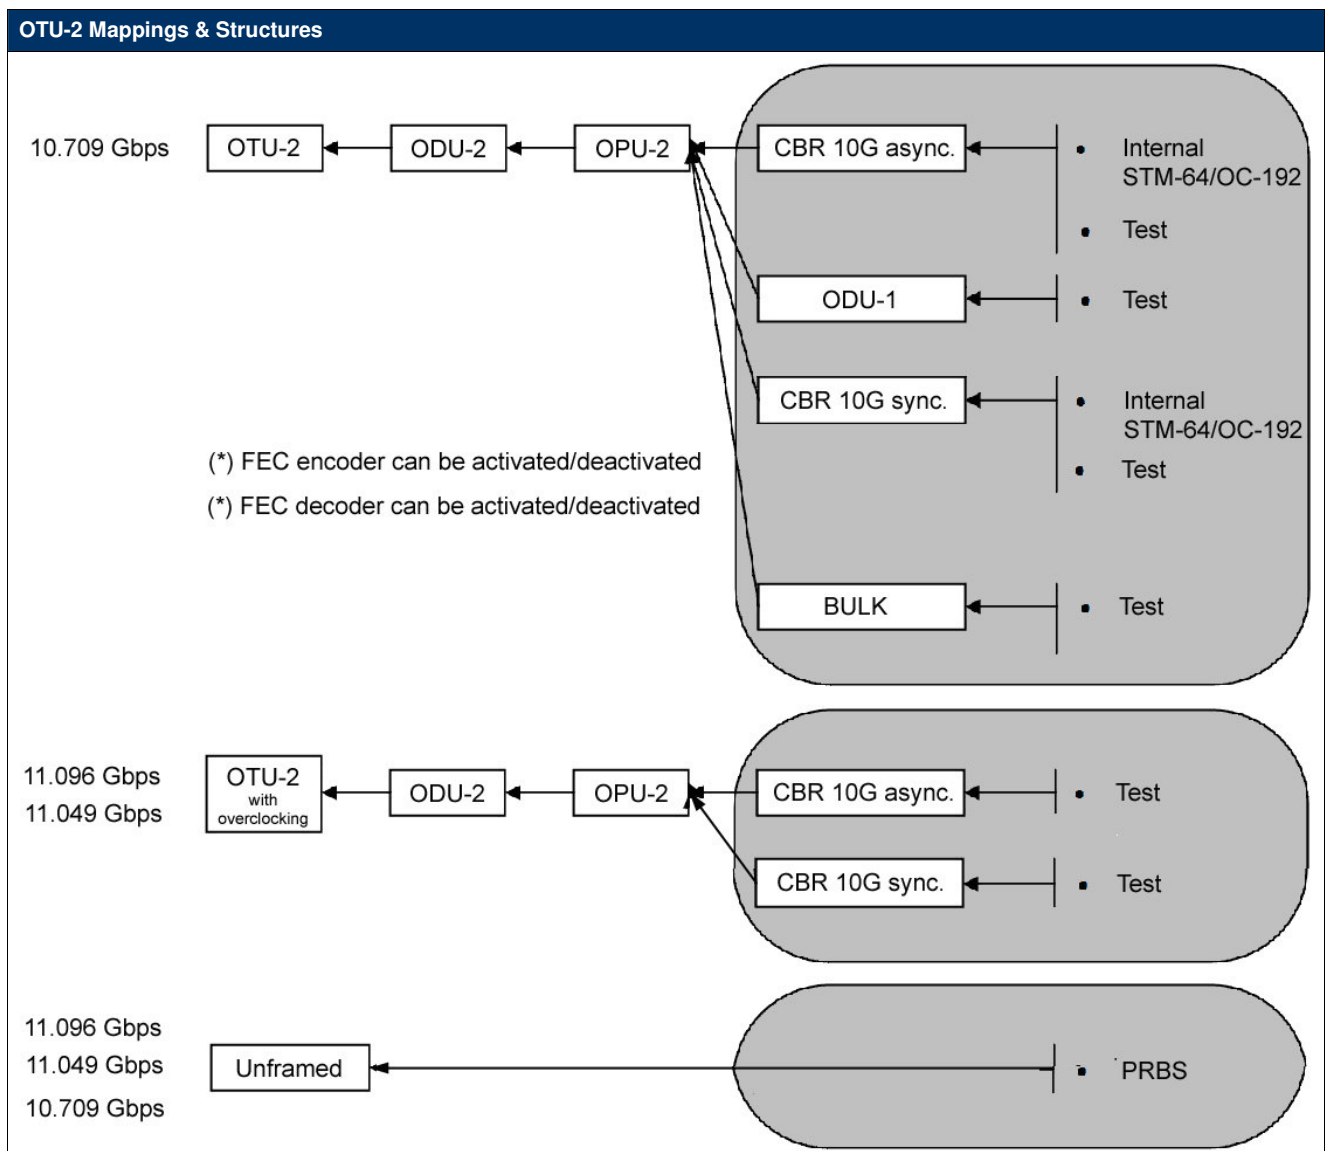 OTU-2 Mappings & Structures
10.709 Gbps
OTU-2
ODU-2
OPU-2
CBR 10G async.
Internal
STM-64/OC-192
Test
ODU-1
Test
CBR 10G sync.
Internal
STM-64/OC-192
Test
(*) FEC encoder can be activated/deactivated
(*) FEC decoder can be activated/deactivated
BULK
Test
11.096 Gbps
11.049 Gbps
OTU-2
with
overclocking
ODU-2
OPU-2
CBR 10G async.
Test
CBR 10G sync.
Test
11.096 Gbps
11.049 Gbps
10.709 Gbps
Unframed
PRBS